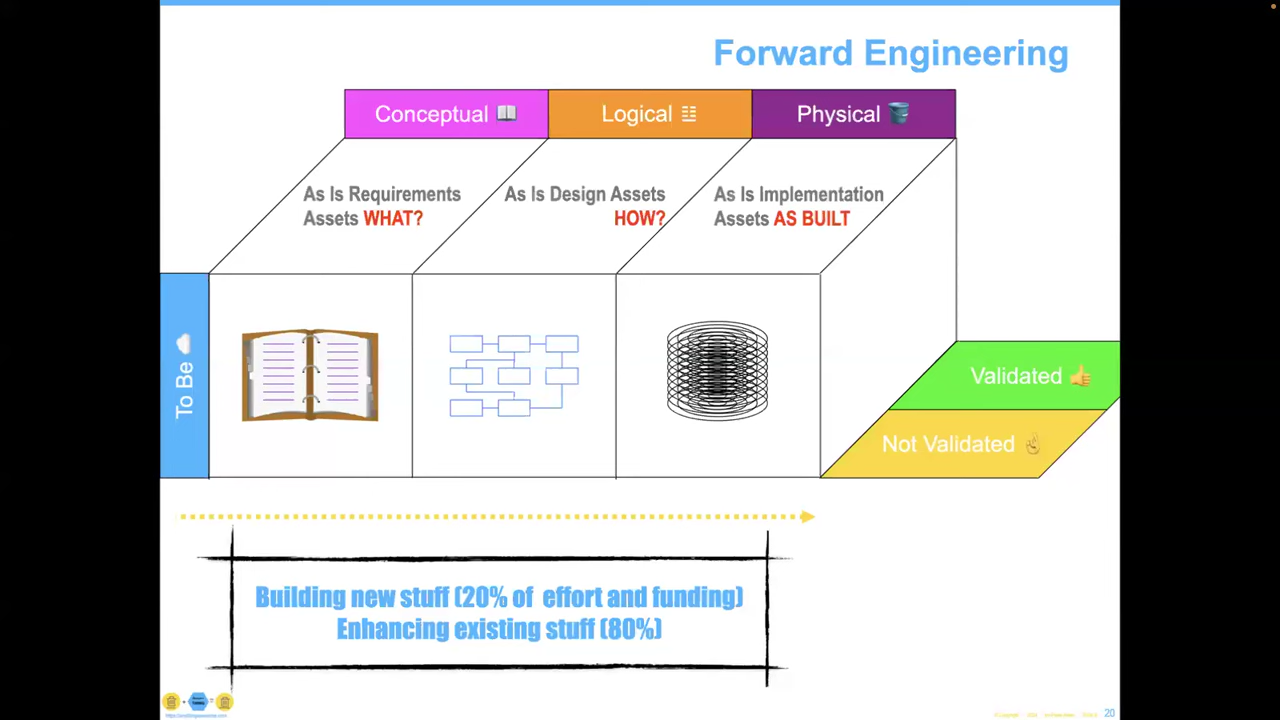 Forward Engineering
Conceptual
Logical
Physical
As Is Requirements
Assets WHAT?
As Is Design Assets
HOW?
As Is Implementation
Assets AS BUILT
To Be
Validated
Not Validated
Building new stuff (20% of effort and funding)
Enhancing existing stuff (80%)
20